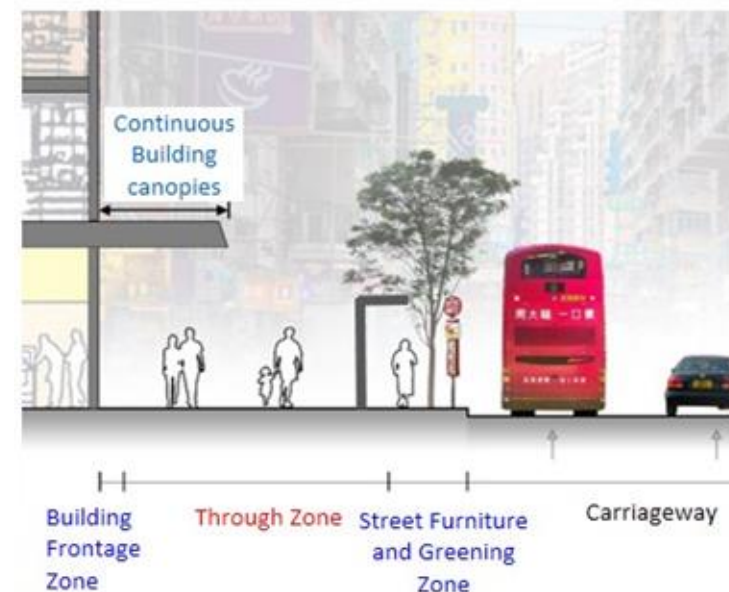 Continuous
Building
canopies
Building
Frontage
Zone
Through Zone
Street Furniture
and Greening
Zone
Carriageway